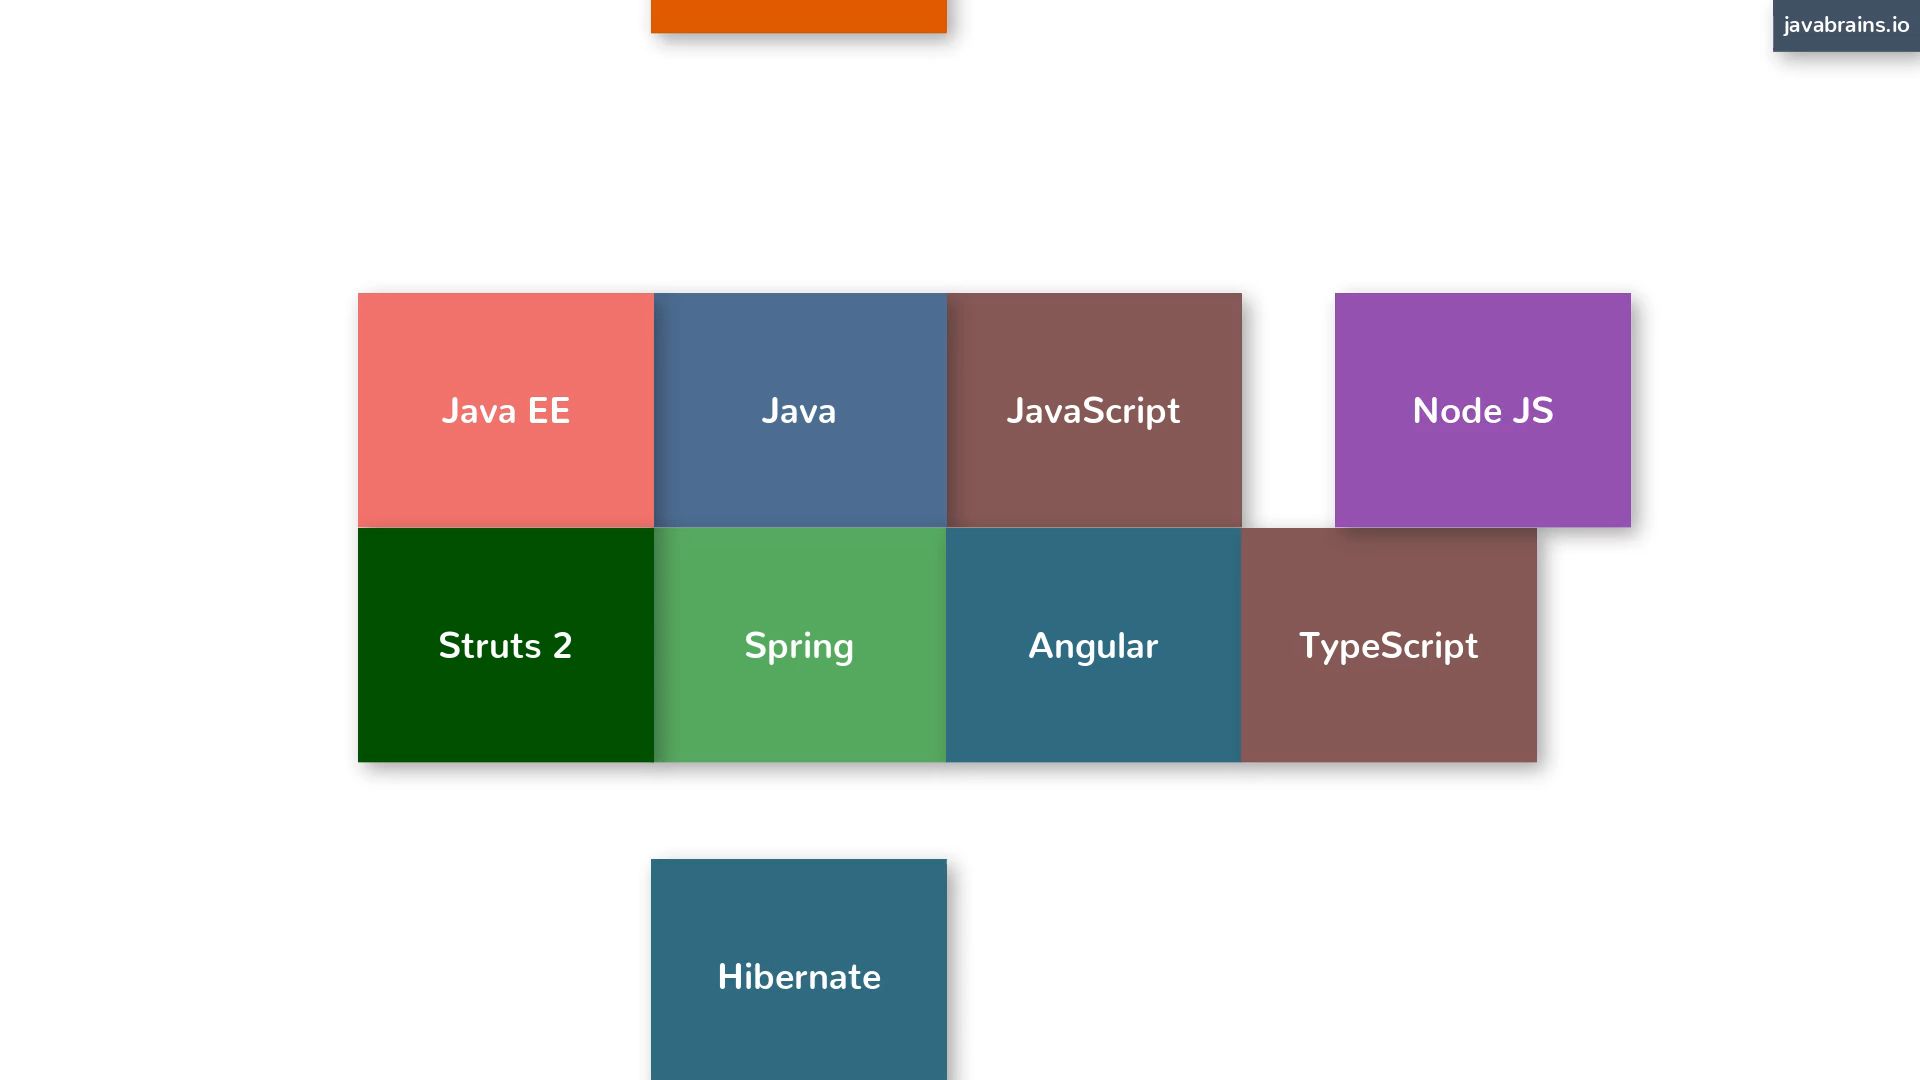 javabrains.io
Java EE
Java
JavaScript
Node JS
Struts 2
Spring
Angular
TypeScript
Hibernate